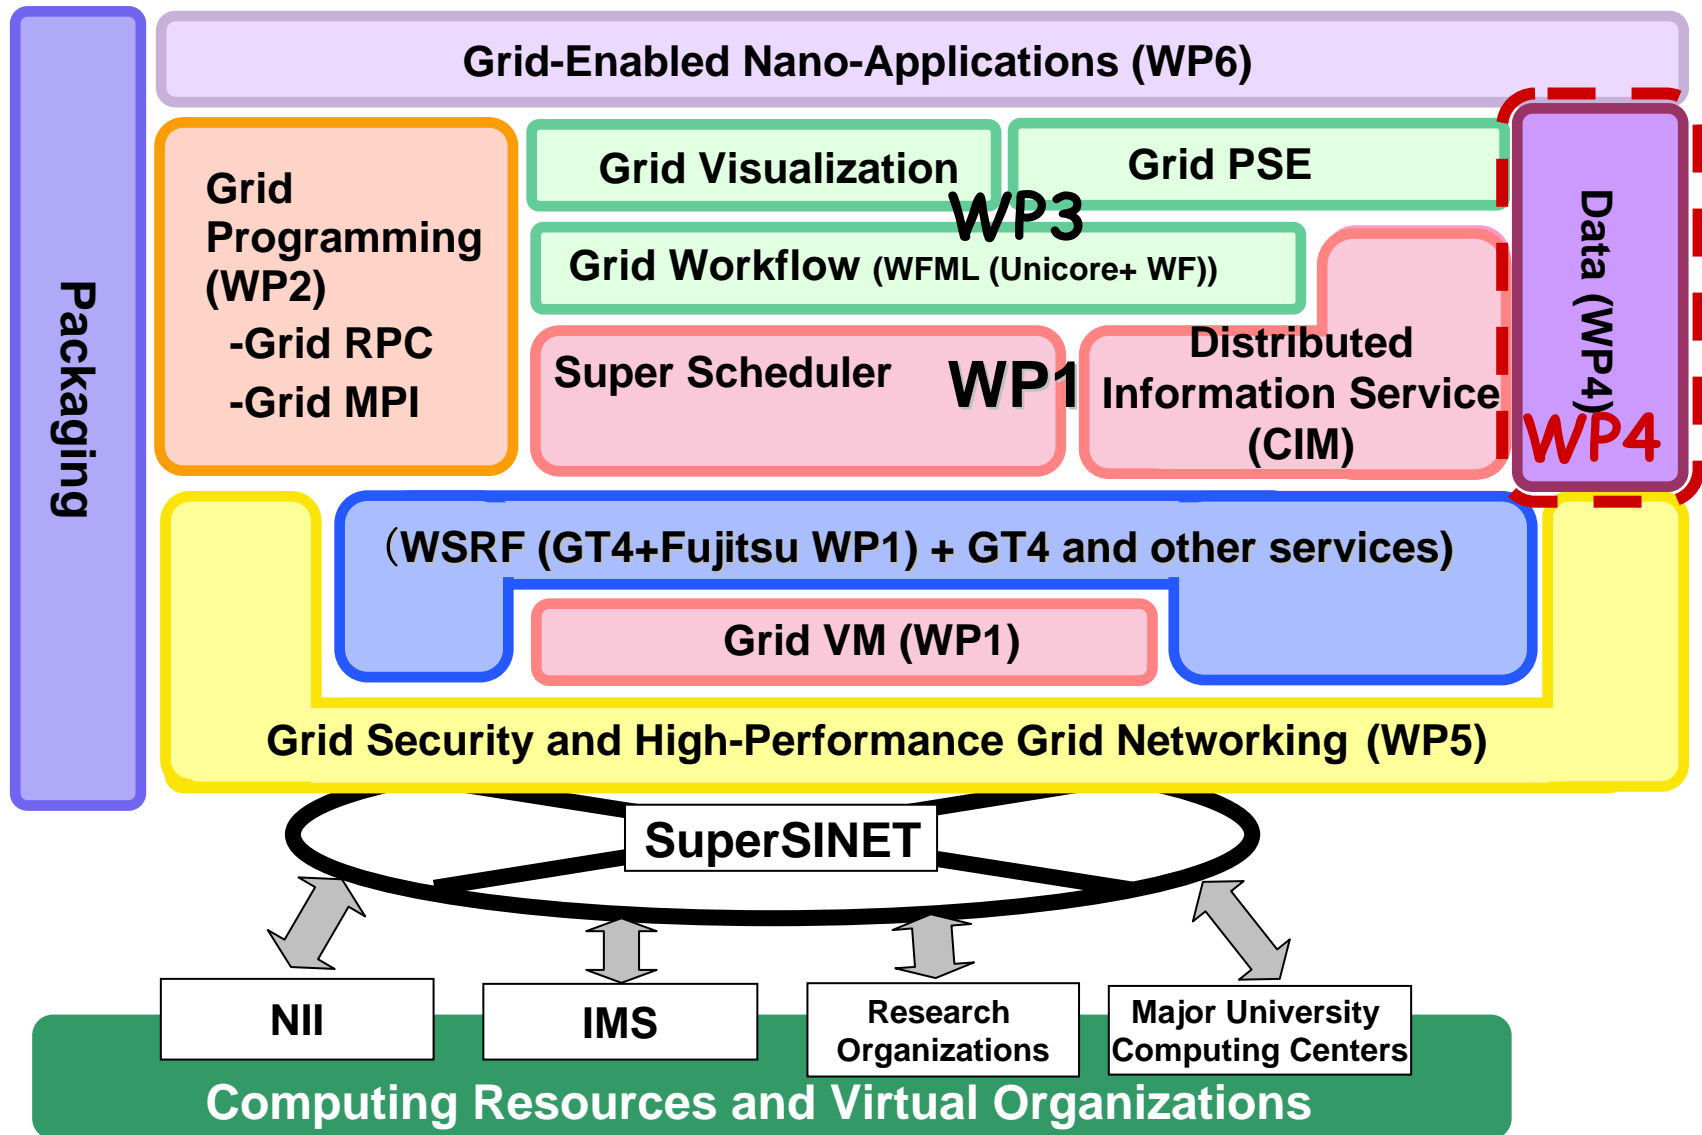 Packaging
Grid-Enabled Nano-Applications (WP6)
Grid
Programming
(WP2)
-Grid RPC
-Grid MPI
Grid Visualization
Grid PSE
WP3
Grid Workflow (WFML (Unicore+ WF))
Super Scheduler
WP1
Distributed
Information Service
(CIM)
Data (WP4)
WP4
（WSRF (GT4+Fujitsu WP1) + GT4 and other services)
Grid VM (WP1)
Grid Security and High-Performance Grid Networking (WP5)
SuperSINET
NII
IMS
Research
Organizations
Major University
Computing Centers
Computing Resources and Virtual Organizations